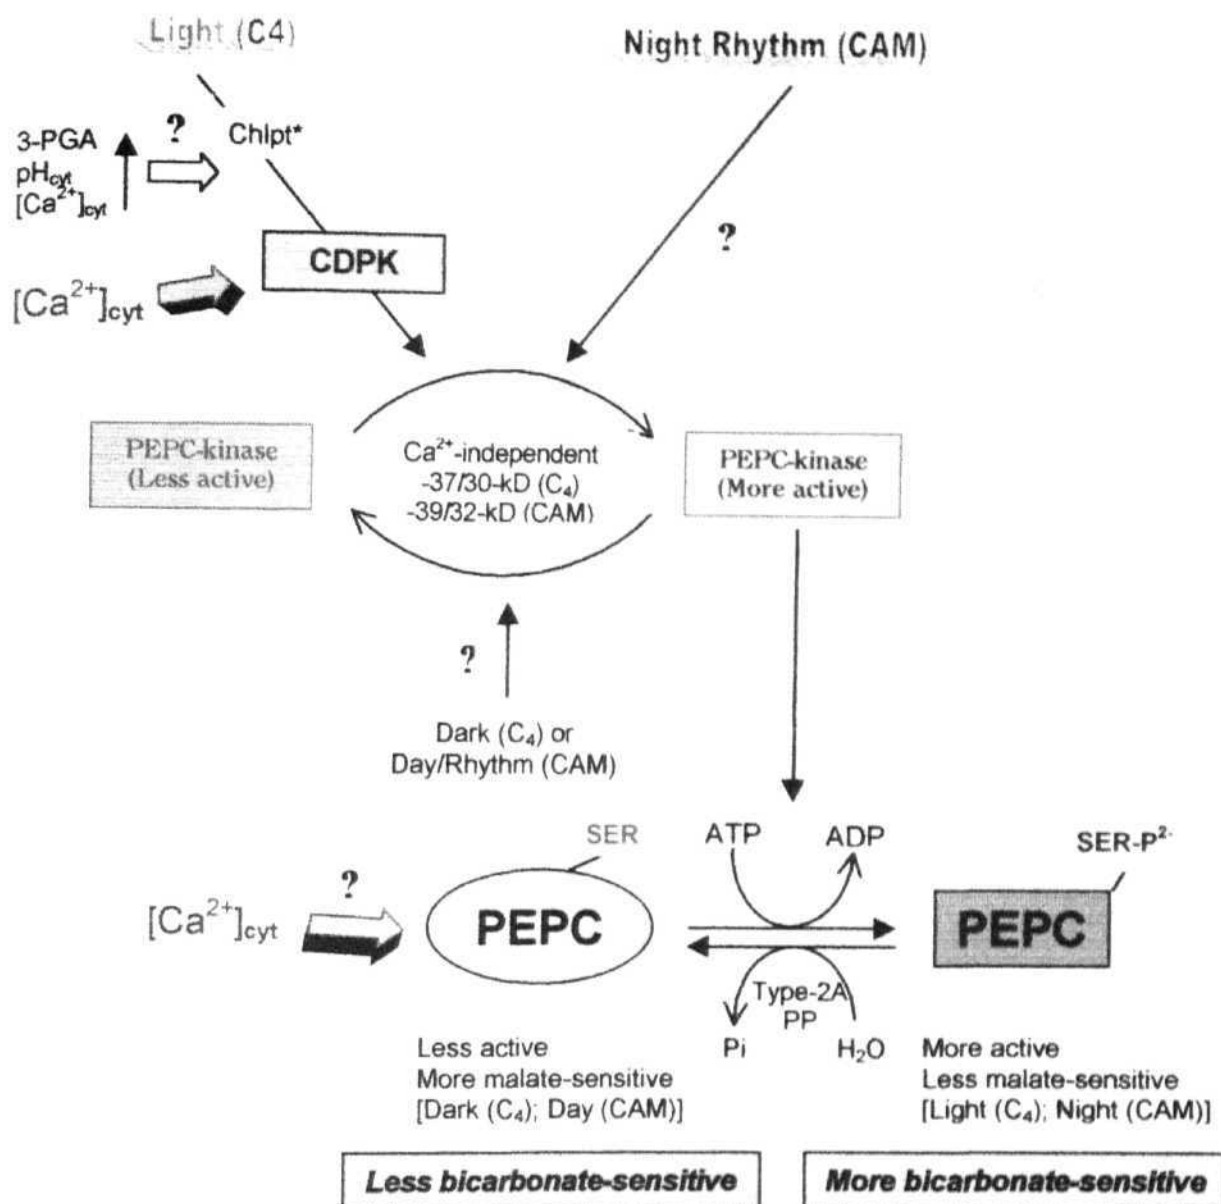 Light (C4)
Night Rhythm (CAM)
?
Chlpt*
3-PGA
pHcyt
[Ca²⁺]cyt
?
CDPK
[Ca²⁺]cyt
PEPC-kinase
(Less active)
Ca²⁺-independent
-37/30-kD (C₄)
-39/32-kD (CAM)
PEPC-kinase
(More active)
?
Dark (C₄) or
Day/Rhythm (CAM)
SER
ATP
ADP
SER-P²⁻
?
[Ca²⁺]cyt
PEPC
PEPC
Type-2A
PP
Pi
H₂O
Less active
More malate-sensitive
[Dark (C₄); Day (CAM)]
More active
Less malate-sensitive
[Light (C₄); Night (CAM)]
Less bicarbonate-sensitive
More bicarbonate-sensitive